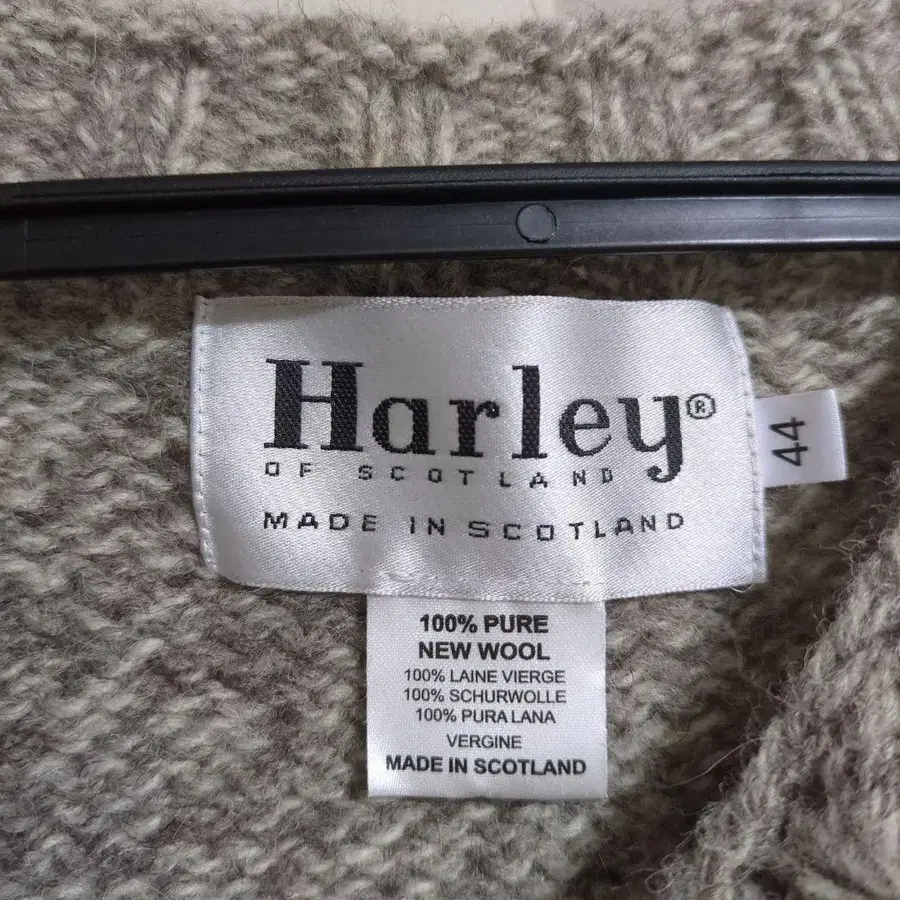 Harley®
OF SCOTLAND
MADE IN SCOTLAND
44
100% PURE
NEW WOOL
100% LAINE VIERGE
100% SCHURWOLLE
100% PURA LANA
VERGINE
MADE IN SCOTLAND